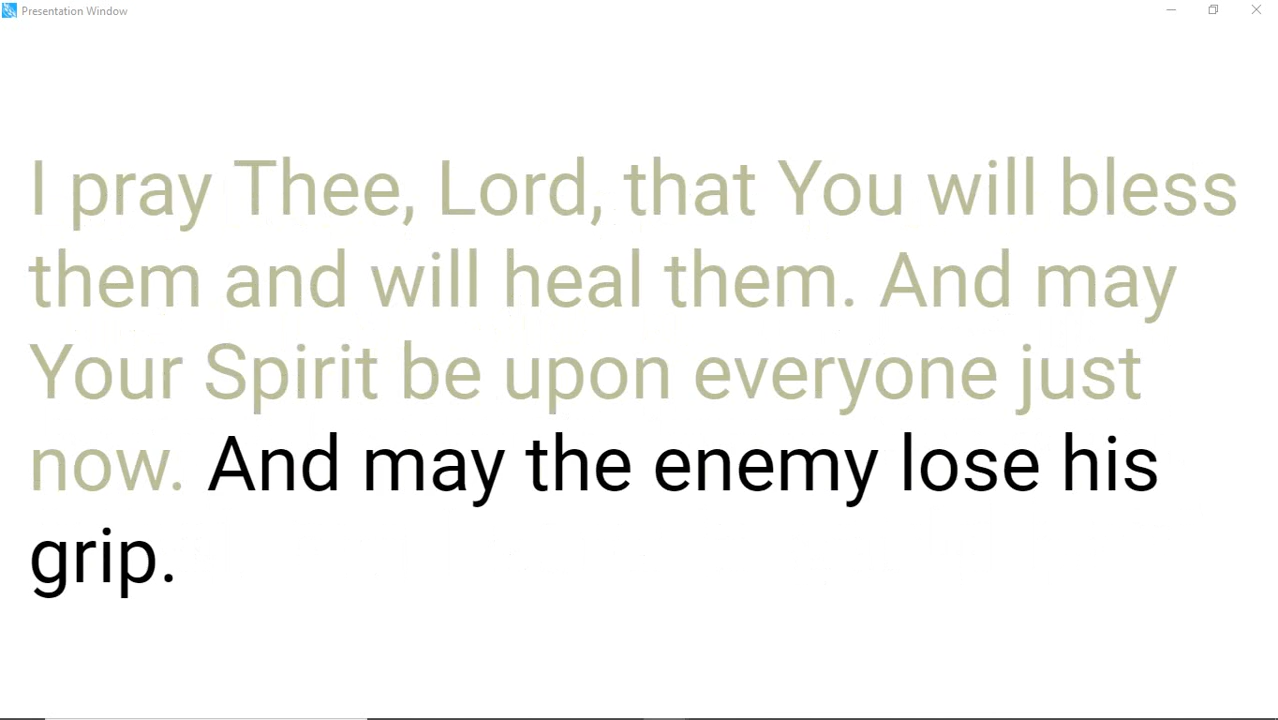 Presentation Window
I pray Thee, Lord, that You will bless
them and will heal them. And may
Your Spirit be upon everyone just
now. And may the enemy lose his
grip.